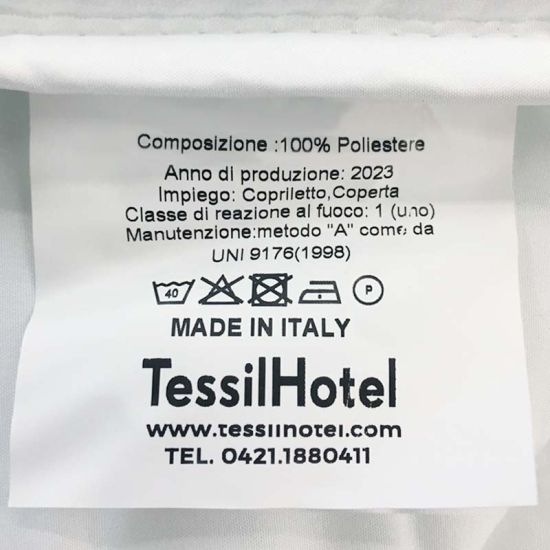 Composizione :100% Poliestere
Anno di produzione: 2023
Impiego: Copriletto,Coperta
Classe di reazione al fuoco: 1 (uno)
Manutenzione:metodo "A" come da
UNI 9176(1998)
40 P
MADE IN ITALY
TessilHotel
www.tessilhotel.com
TEL. 0421.1880411